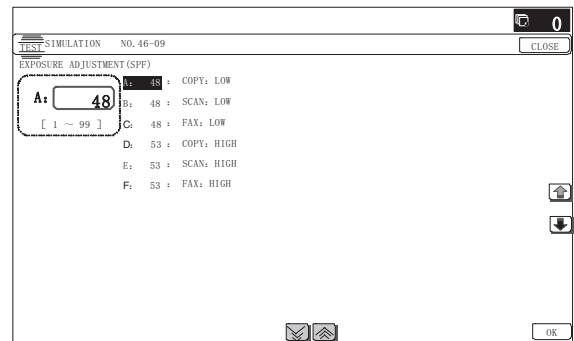 0
TEST SIMULATION NO.46-09
CLOSE
EXPOSURE ADJUSTMENT(SPF)
A: 48
[ 1 ~ 99 ]
A: 48 : COPY: LOW
B: 48 : SCAN: LOW
C: 48 : FAX: LOW
D: 53 : COPY: HIGH
E: 53 : SCAN: HIGH
F: 53 : FAX: HIGH
OK